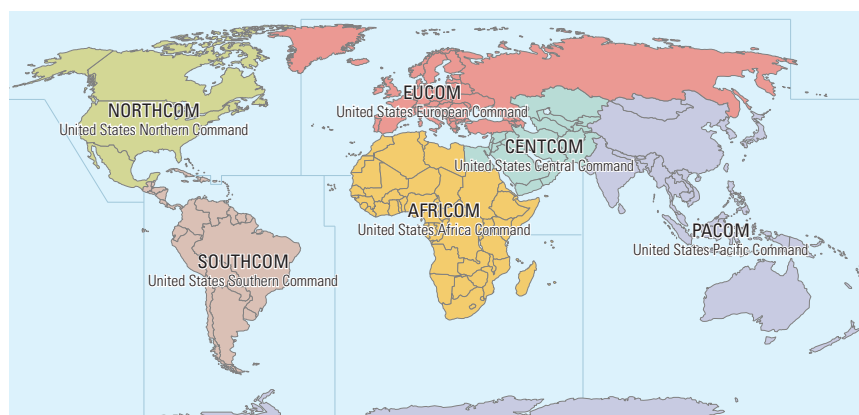 NORTHCOM
United States Northern Command
EUCOM
United States European Command
CENTCOM
United States Central Command
AFRICOM
United States Africa Command
PACOM
United States Pacific Command
SOUTHCOM
United States Southern Command